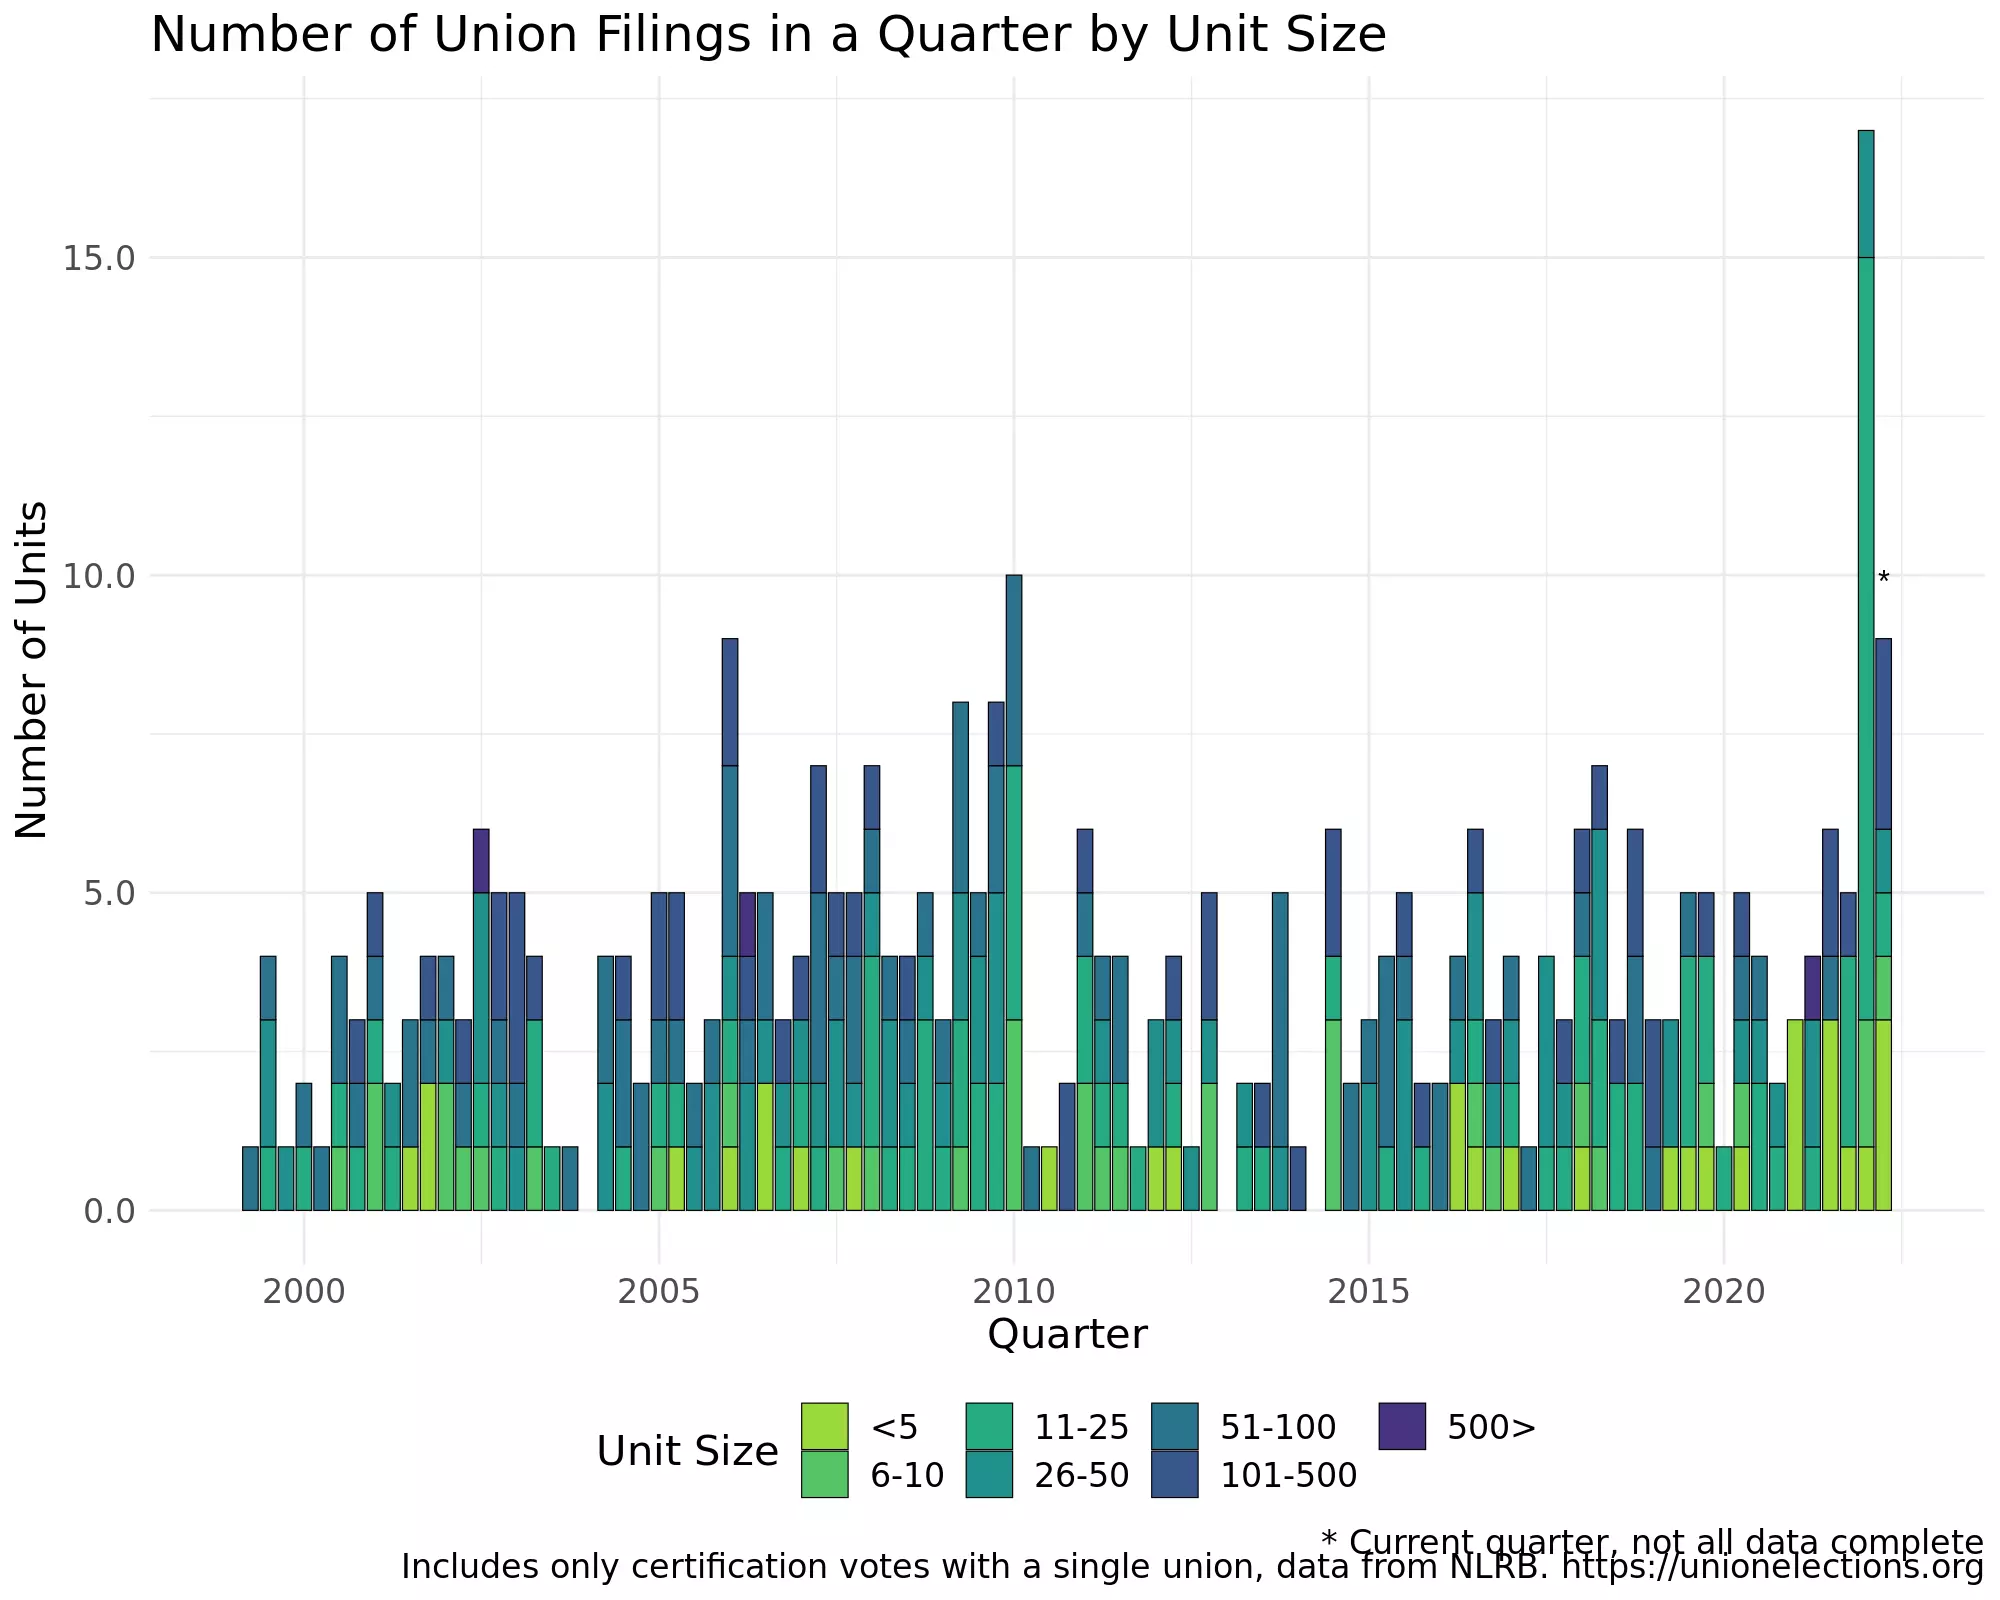 Number of Union Filings in a Quarter by Unit Size
Number of Units
15.0
10.0
5.0
0.0
*
2000 2005 2010 2015 2020
Quarter
Unit Size
<5 11-25 51-100 500>
6-10 26-50 101-500
* Current quarter, not all data complete
Includes only certification votes with a single union, data from NLRB. https://unionelections.org